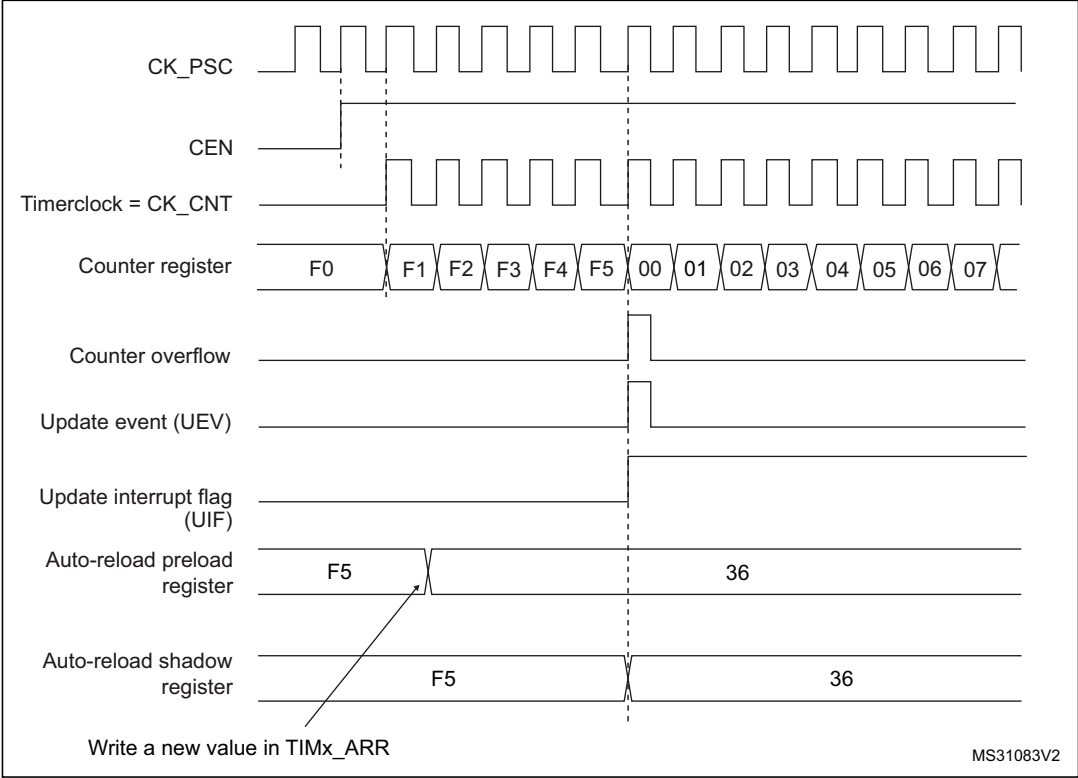 CK_PSC
CEN
Timerclock = CK_CNT
Counter register
F0 F1 F2 F3 F4 F5 00 01 02 03 04 05 06 07
Counter overflow
Update event (UEV)
Update interrupt flag
(UIF)
Auto-reload preload
register
F5 36
Auto-reload shadow
register
F5 36
Write a new value in TIMx_ARR
MS31083V2